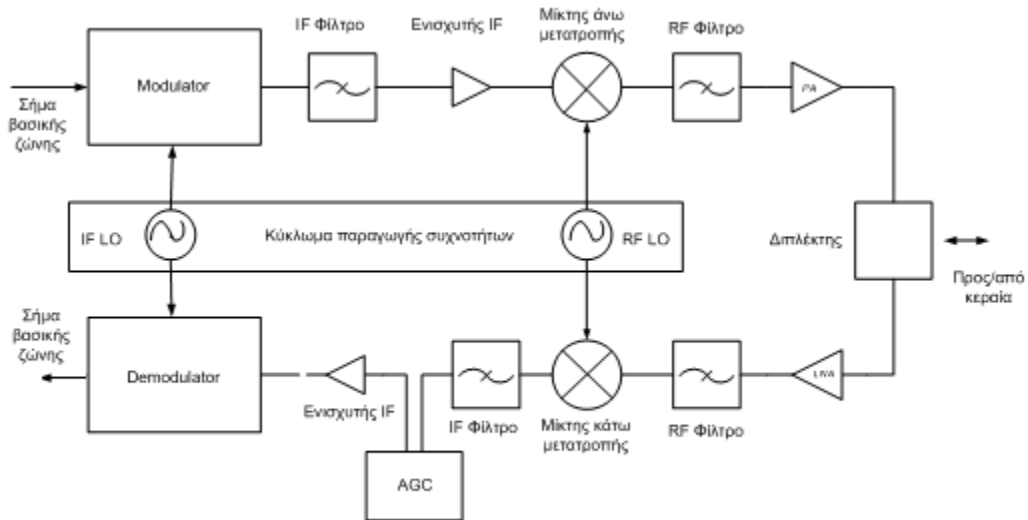 IF Φίλτρο
Ενισχυτής IF
Μίκτης άνω
μετατροπής
RF Φίλτρο
Modulator
PA
Σήμα
βασικής
ζώνης
IF LO
Κύκλωμα παραγωγής συχνοτήτων
RF LO
Διπλέκτης
Προς/από
κεραία
Σήμα
βασικής
ζώνης
Demodulator
Ενισχυτής IF
IF Φίλτρο
Μίκτης κάτω
μετατροπής
RF Φίλτρο
LNA
AGC